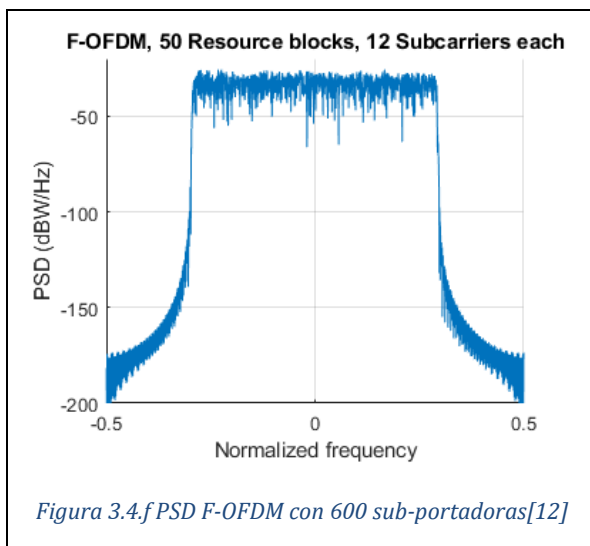 F-OFDM, 50 Resource blocks, 12 Subcarriers each
-50
-100
-150
-200
PSD (dBW/Hz)
-0.5
0
0.5
Normalized frequency
Figura 3.4.f PSD F-OFDM con 600 sub-portadoras[12]